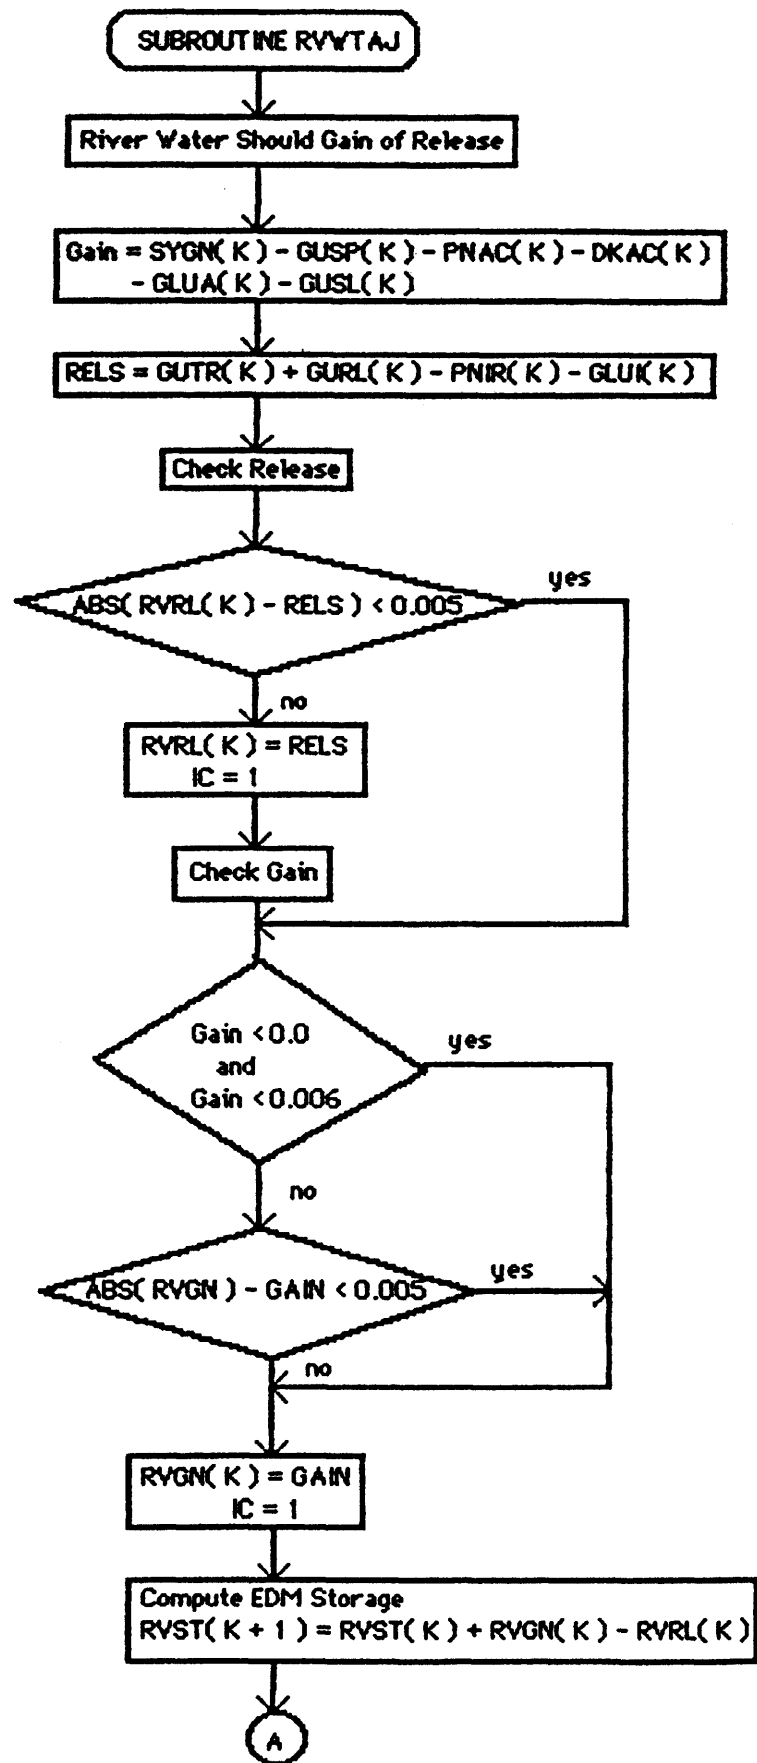 SUBROUTINE RVWTAJ
River Water Should Gain of Release
Gain = SYGN(K) - GUSP(K) - PNAC(K) - DKAC(K)
- GLUA(K) - GUSL(K)
RELS = GUTR(K) + GURL(K) - PNIR(K) - GLUI(K)
Check Release
ABS(RVRL(K) - RELS) < 0.005
yes
no
RVRL(K) = RELS
IC = 1
Check Gain
Gain < 0.0
and
Gain < 0.006
yes
no
ABS(RVGN) - GAIN < 0.005
yes
no
RVGN(K) = GAIN
IC = 1
Compute EDM Storage
RVST(K + 1) = RVST(K) + RVGN(K) - RVRL(K)
A